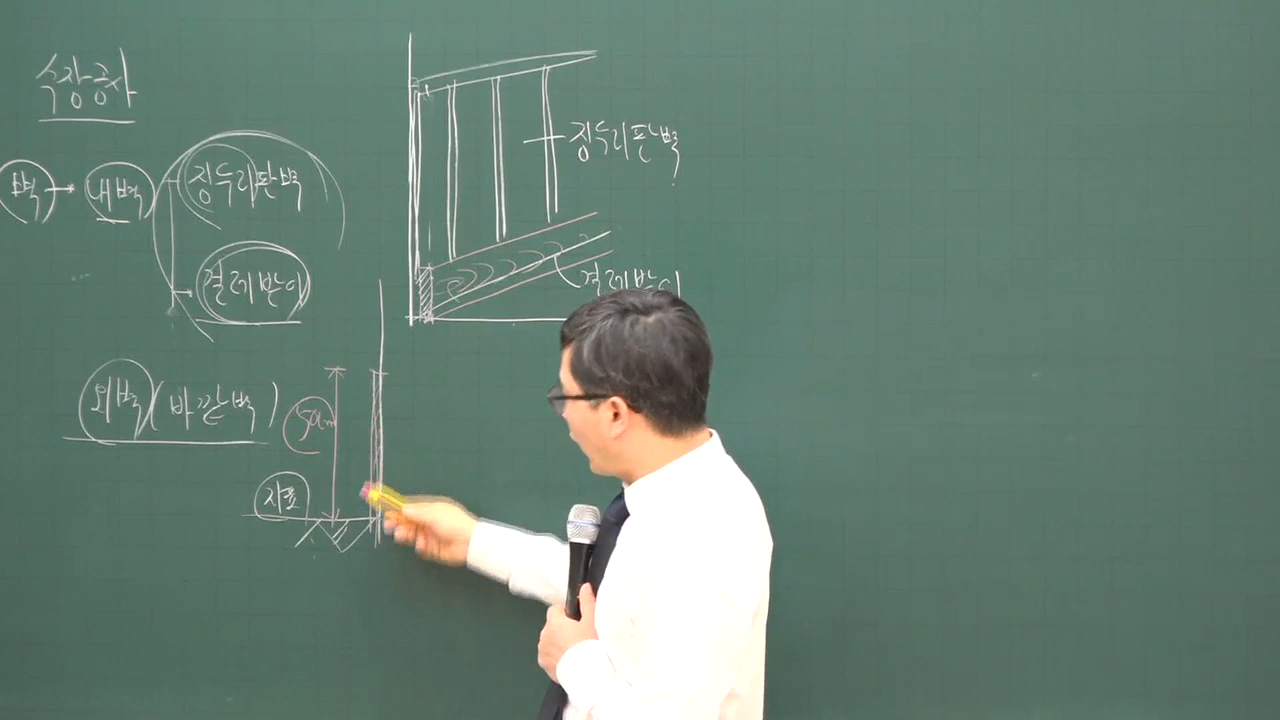 수장공사
벽 → 내벽
징두리판벽
걸레받이
외벽 (바깥벽)
50cm
지표
징두리판벽
걸레받이